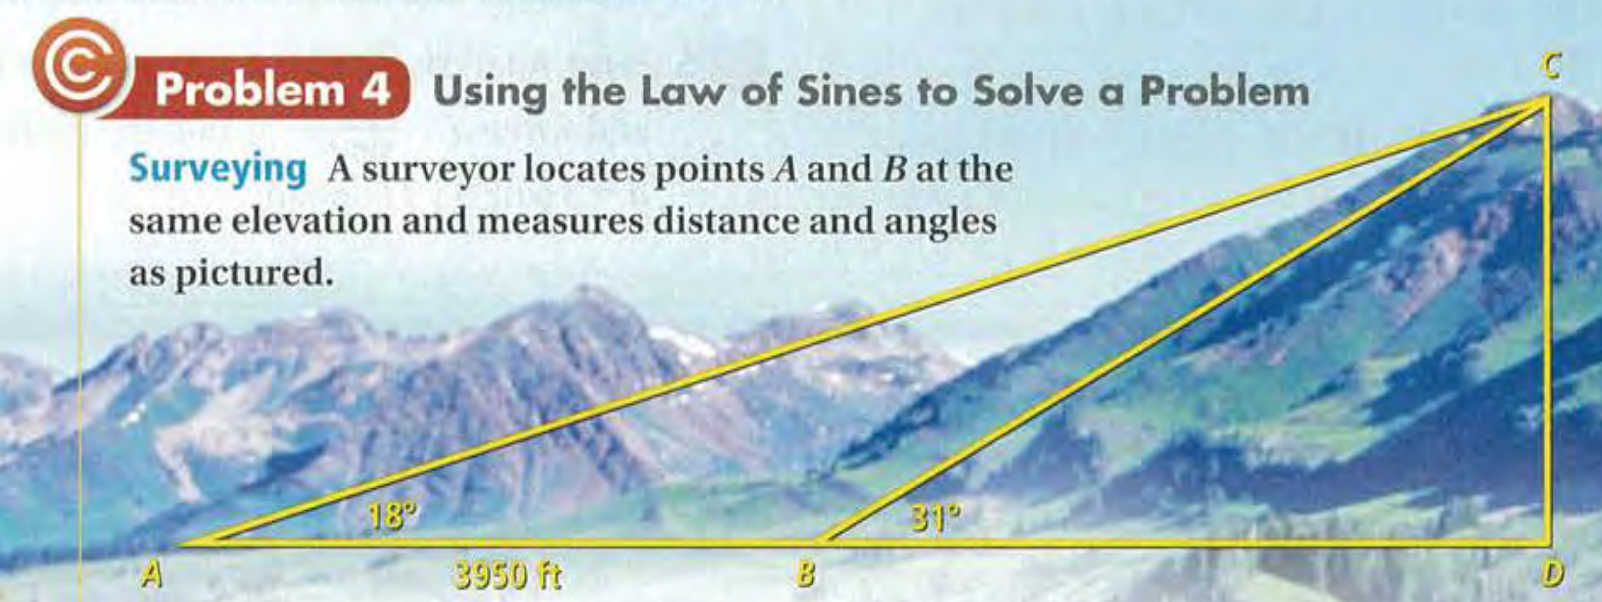 C
Problem 4 Using the Law of Sines to Solve a Problem
Surveying A surveyor locates points A and B at the
same elevation and measures distance and angles
as pictured.
C
18°
31°
A
3950 ft
B
D